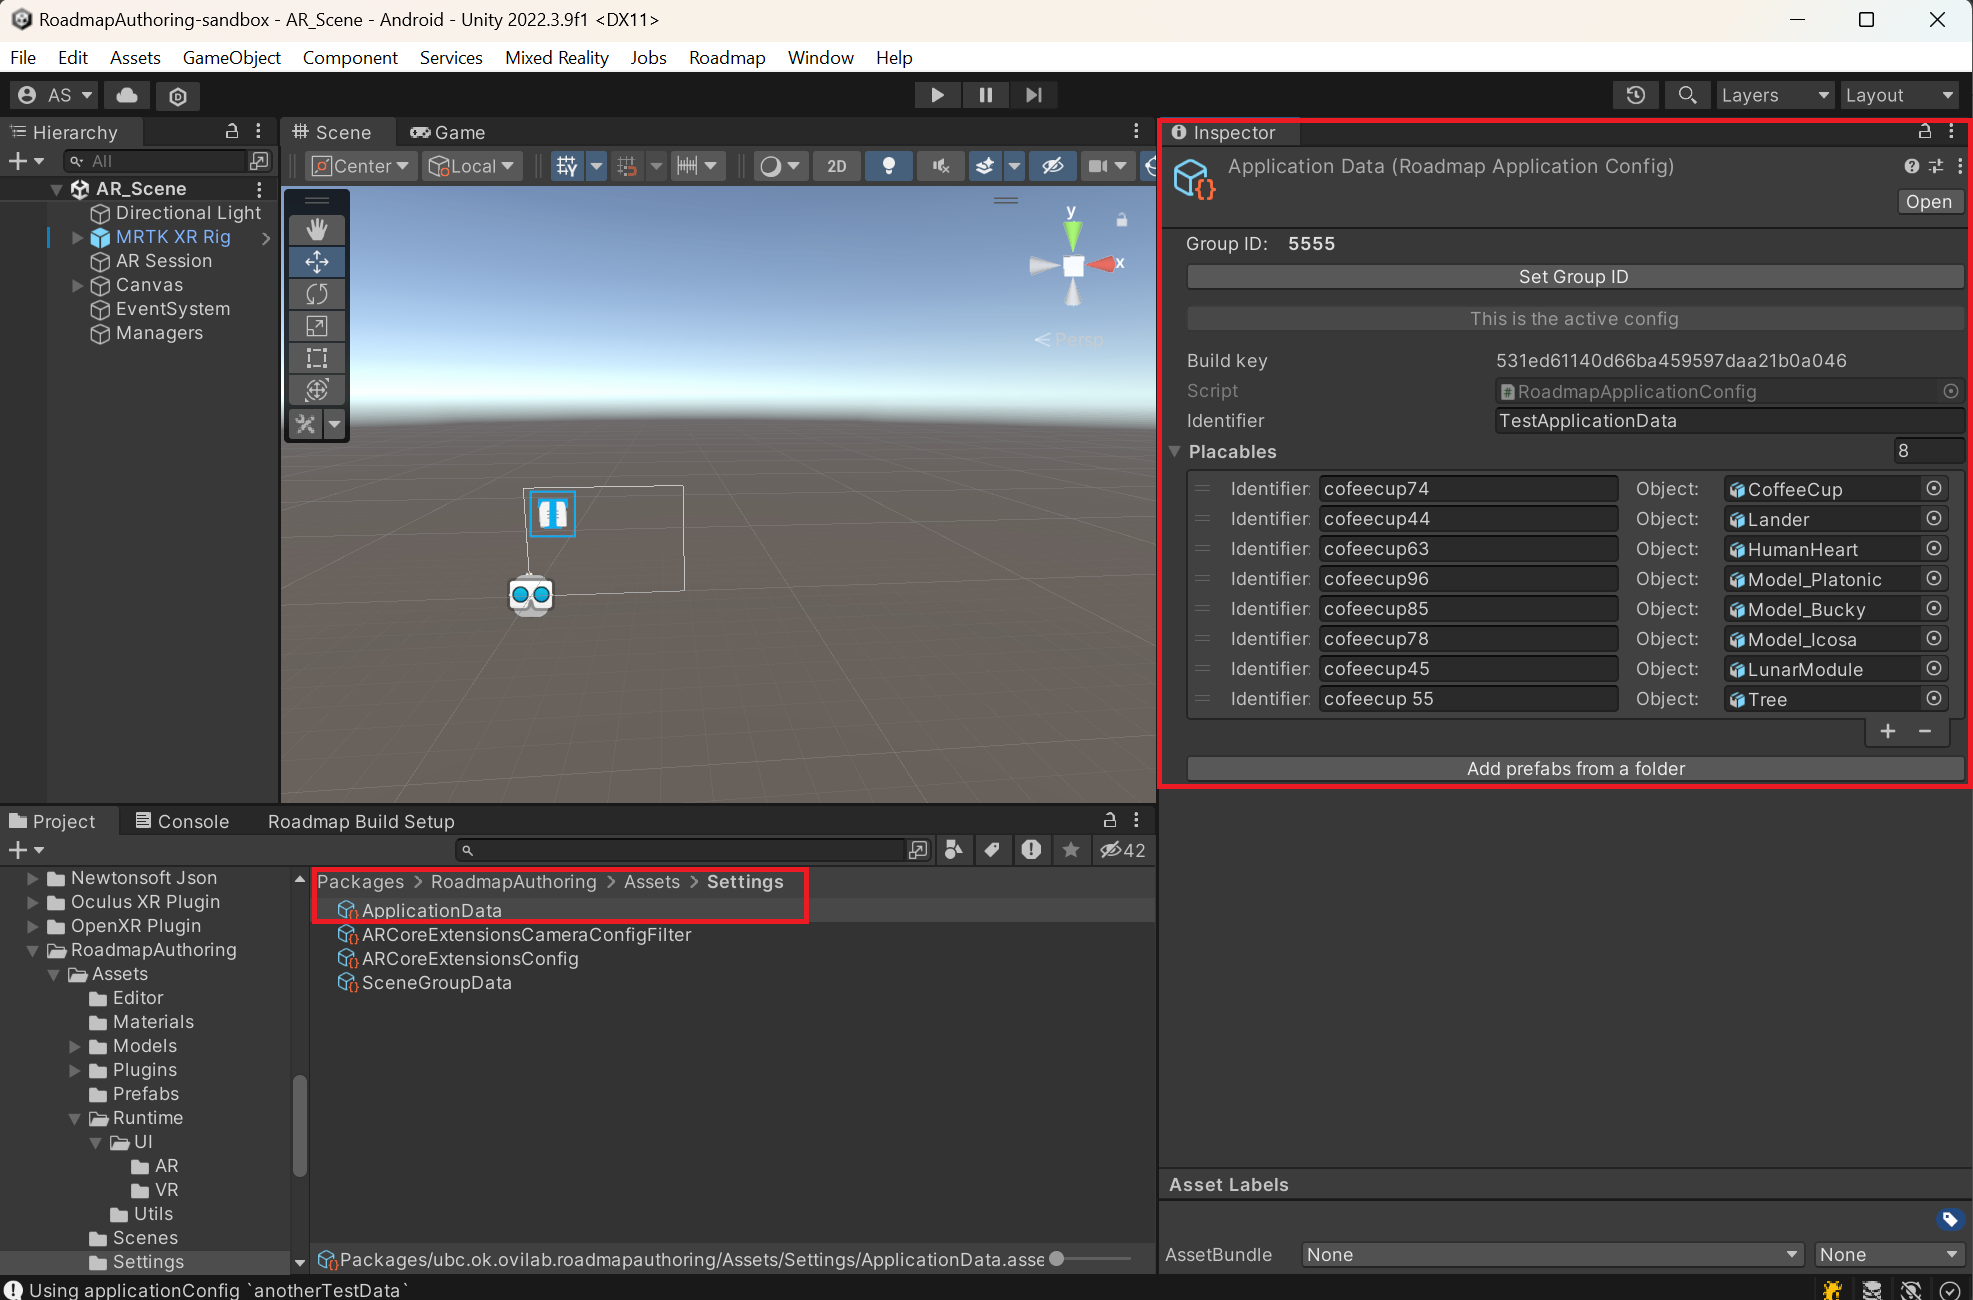 RoadmapAuthoring-sandbox - AR_Scene - Android - Unity 2022.3.9f1 <DX11>
File Edit Assets GameObject Component Services Mixed Reality Jobs Roadmap Window Help
AS
Layers
Layout
Hierarchy
All
AR_Scene
Directional Light
MRTK XR Rig
AR Session
Canvas
EventSystem
Managers
Scene
Game
Center
Local
2D
y
x
Persp
Inspector
Application Data (Roadmap Application Config)
Open
Group ID: 5555
Set Group ID
This is the active config
Build key 531ed61140d66ba459597daa21b0a046
Script RoadmapApplicationConfig
Identifier TestApplicationData
Placables 8
Identifier: cofeecup74 Object: CoffeeCup
Identifier: cofeecup44 Object: Lander
Identifier: cofeecup63 Object: HumanHeart
Identifier: cofeecup96 Object: Model_Platonic
Identifier: cofeecup85 Object: Model_Bucky
Identifier: cofeecup78 Object: Model_Icosa
Identifier: cofeecup45 Object: LunarModule
Identifier: cofeecup 55 Object: Tree
+ −
Add prefabs from a folder
Project
Console
Roadmap Build Setup
42
Newtonsoft Json
Oculus XR Plugin
OpenXR Plugin
RoadmapAuthoring
Assets
Editor
Materials
Models
Plugins
Prefabs
Runtime
UI
AR
VR
Utils
Scenes
Settings
Packages > RoadmapAuthoring > Assets > Settings
ApplicationData
ARCoreExtensionsCameraConfigFilter
ARCoreExtensionsConfig
SceneGroupData
Packages/ubc.ok.ovilab.roadmapauthoring/Assets/Settings/ApplicationData.asse
Asset Labels
AssetBundle None None
Using applicationConfig `anotherTestData`